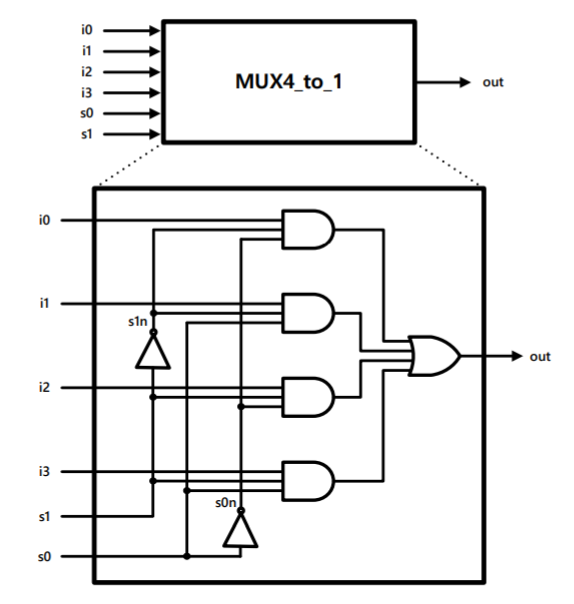 i0
i1
i2
i3
s0
s1
MUX4_to_1
out
i0
i1
s1n
i2
i3
s0n
s1
s0
out